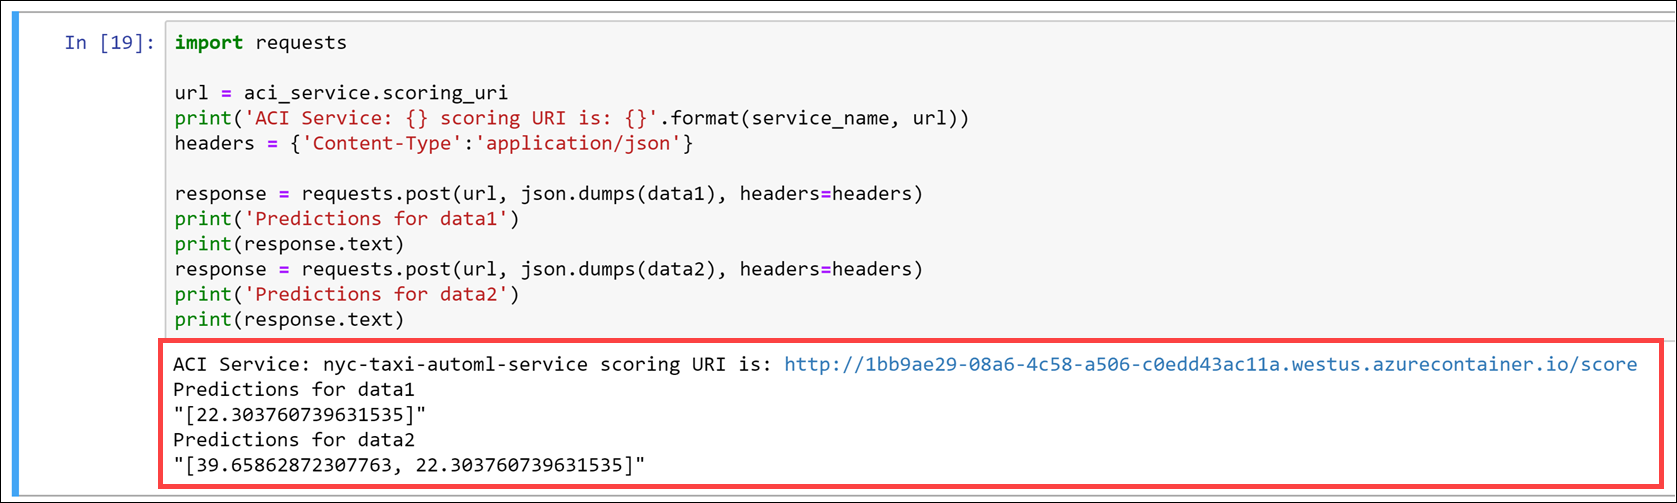 In [19]:
import requests
url = aci_service.scoring_uri
print('ACI Service: {} scoring URI is: {}'.format(service_name, url))
headers = {'Content-Type':'application/json'}
response = requests.post(url, json.dumps(data1), headers=headers)
print('Predictions for data1')
print(response.text)
response = requests.post(url, json.dumps(data2), headers=headers)
print('Predictions for data2')
print(response.text)
ACI Service: nyc-taxi-automl-service scoring URI is: http://1bb9ae29-08a6-4c58-a506-c0edd43ac11a.westus.azurecontainer.io/score
Predictions for data1
"[22.303760739631535]"
Predictions for data2
"[39.65862872307763, 22.303760739631535]"